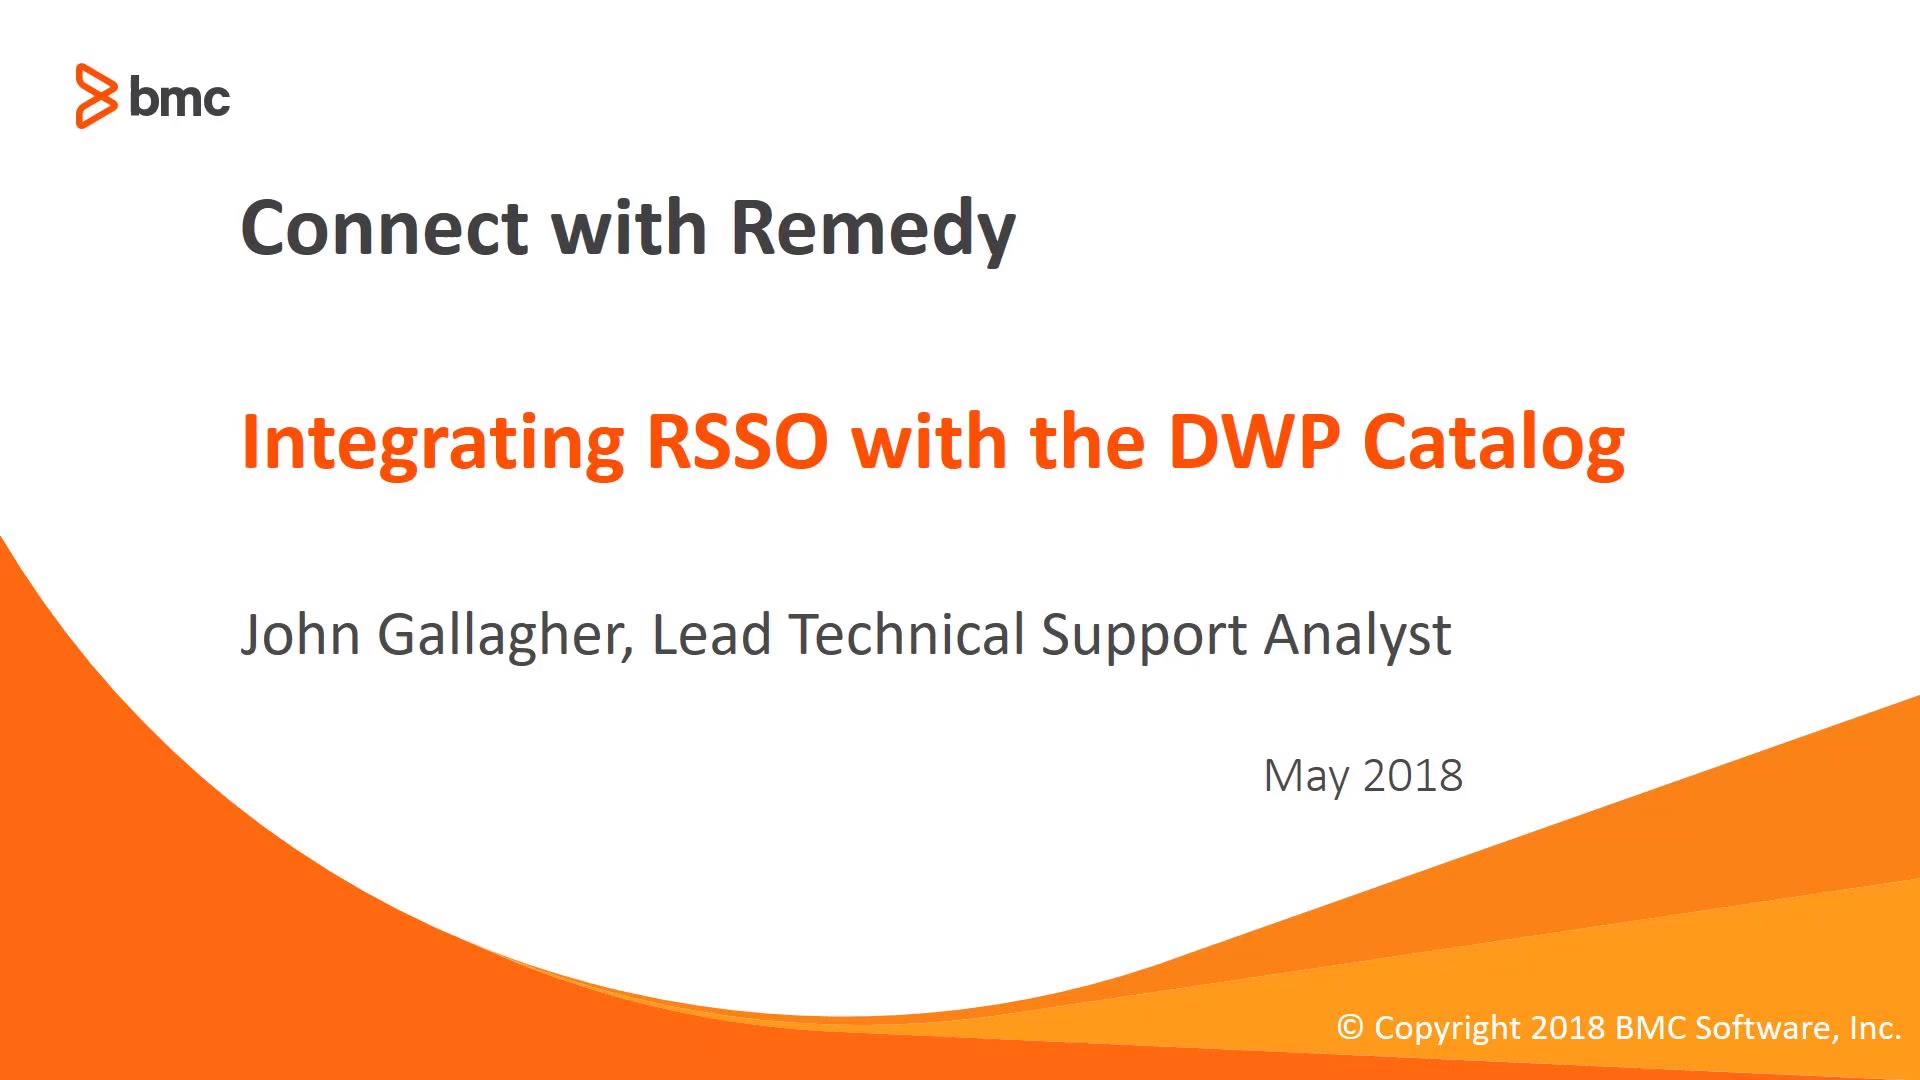 bmc
Connect with Remedy
Integrating RSSO with the DWP Catalog
John Gallagher, Lead Technical Support Analyst
May 2018
© Copyright 2018 BMC Software, Inc.